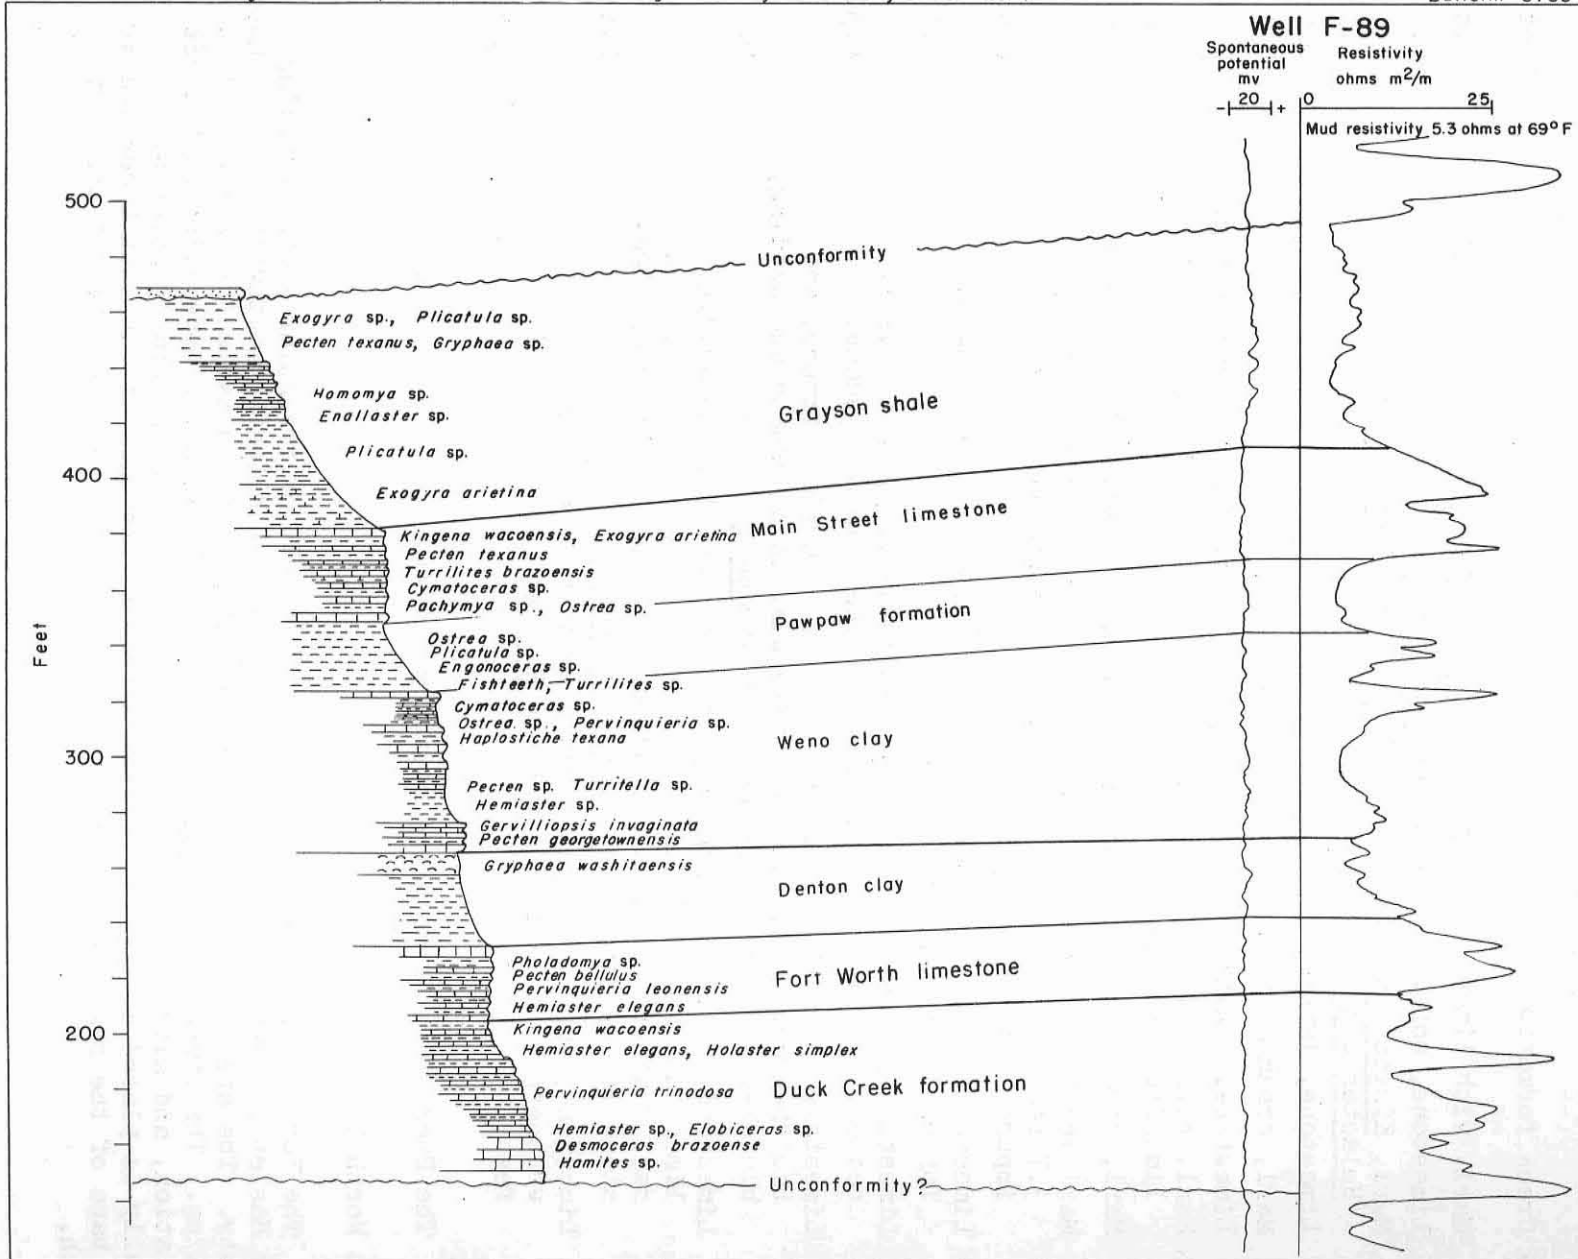 Well F-89
Spontaneous potential mv
-|20|+
Resistivity ohms m²/m
0 25
Mud resistivity 5.3 ohms at 69° F
500
Unconformity
Exogyra sp., Plicatula sp.
Pecten texanus, Gryphaea sp.
Homomya sp.
Enallaster sp.
Grayson shale
Plicatula sp.
400
Exogyra arietina
Kingena wacoensis, Exogyra arietina
Main Street limestone
Pecten texanus
Turrilites brazoensis
Cymatoceras sp.
Pachymya sp., Ostrea sp.
Pawpaw formation
Feet
Ostrea sp.
Plicatula sp.
Engonoceras sp.
Fishteeth, Turrilites sp.
Cymatoceras sp.
Ostrea sp., Pervinquieria sp.
Haplostiche texana
Weno clay
300
Pecten sp. Turritella sp.
Hemiaster sp.
Gervilliopsis invaginata
Pecten georgetownensis
Gryphaea washitaensis
Denton clay
Pholadomya sp.
Pecten bellulus
Pervinquieria leonensis
Fort Worth limestone
Hemiaster elegans
200
Kingena wacoensis
Hemiaster elegans, Holaster simplex
Pervinquieria trinodosa
Duck Creek formation
Hemiaster sp., Elobiceras sp.
Desmoceras brazoense
Hamites sp.
Unconformity?